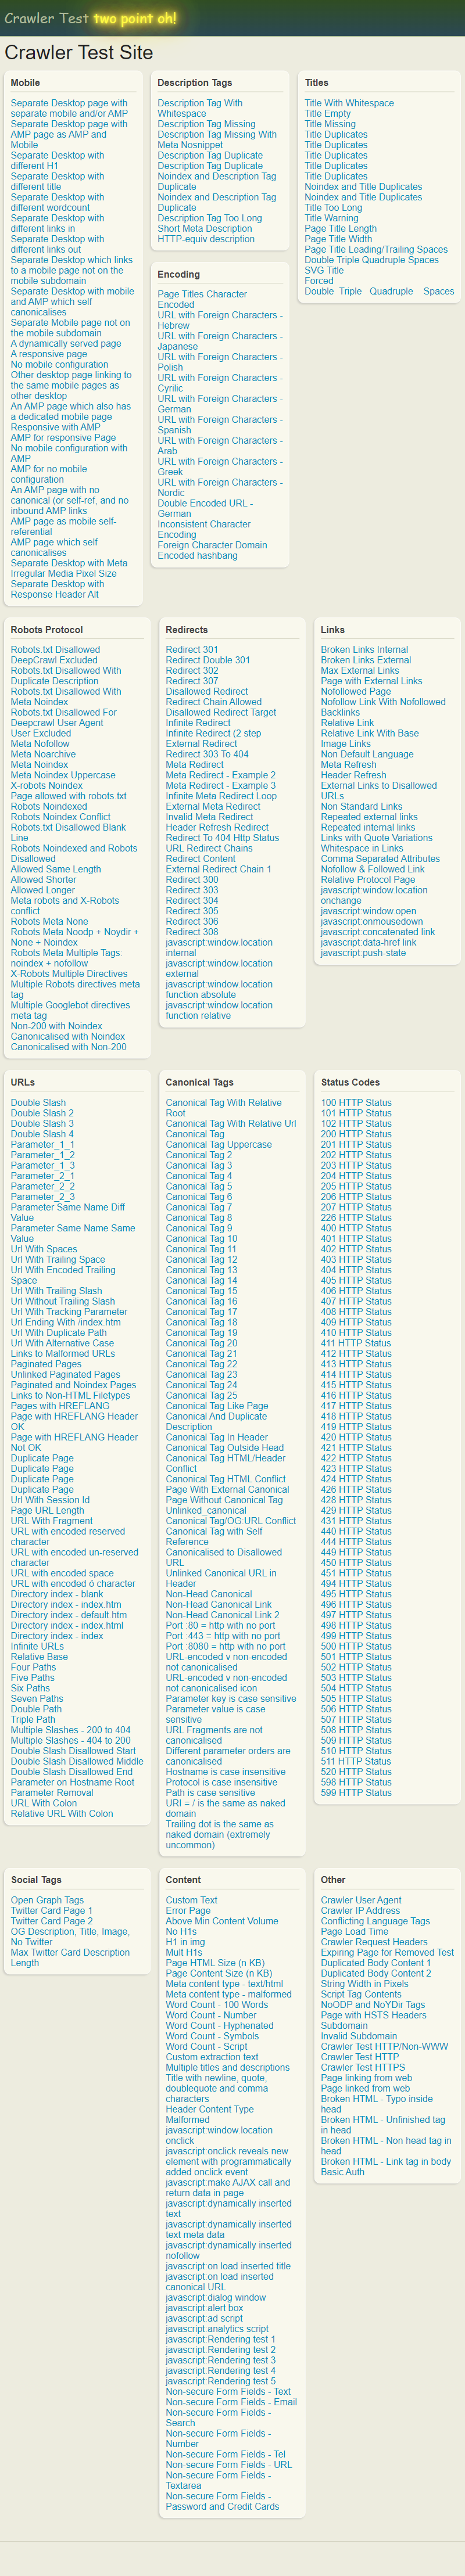 Crawler Test two point oh!
Crawler Test Site
Mobile
Separate Desktop page with
separate mobile and/or AMP
Separate Desktop page with
AMP page as AMP and
Mobile
Separate Desktop with
different H1
Separate Desktop with
different title
Separate Desktop with
different wordcount
Separate Desktop with
different links in
Separate Desktop with
different links out
Separate Desktop which links
to a mobile page not on the
mobile subdomain
Separate Desktop with mobile
and AMP which self
canonicalises
Separate Mobile page not on
the mobile subdomain
A dynamically served page
A responsive page
No mobile configuration
Other desktop page linking to
the same mobile pages as
other desktop
An AMP page which also has
a dedicated mobile page
Responsive with AMP
AMP for responsive Page
No mobile configuration with
AMP
AMP for no mobile
configuration
An AMP page with no
canonical (or self-ref, and no
inbound AMP links
AMP page as mobile self-
referential
AMP page which self
canonicalises
Separate Desktop with Meta
Irregular Media Pixel Size
Separate Desktop with
Response Header Alt
Description Tags
Description Tag With
Whitespace
Description Tag Missing
Description Tag Missing With
Meta Nosnippet
Description Tag Duplicate
Description Tag Duplicate
Noindex and Description Tag
Duplicate
Noindex and Description Tag
Duplicate
Description Tag Too Long
Short Meta Description
HTTP-equiv description
Encoding
Page Titles Character
Encoded
URL with Foreign Characters -
Hebrew
URL with Foreign Characters -
Japanese
URL with Foreign Characters -
Polish
URL with Foreign Characters -
Cyrilic
URL with Foreign Characters -
German
URL with Foreign Characters -
Spanish
URL with Foreign Characters -
Arab
URL with Foreign Characters -
Greek
URL with Foreign Characters -
Nordic
Double Encoded URL -
German
Inconsistent Character
Encoding
Foreign Character Domain
Encoded hashbang
Titles
Title With Whitespace
Title Empty
Title Missing
Title Duplicates
Title Duplicates
Title Duplicates
Title Duplicates
Title Duplicates
Noindex and Title Duplicates
Noindex and Title Duplicates
Title Too Long
Title Warning
Page Title Length
Page Title Width
Page Title Leading/Trailing Spaces
Double Triple Quadruple Spaces
SVG Title
Forced
Double Triple Quadruple Spaces
Robots Protocol
Robots.txt Disallowed
DeepCrawl Excluded
Robots.txt Disallowed With
Duplicate Description
Robots.txt Disallowed With
Meta Noindex
Robots.txt Disallowed For
Deepcrawl User Agent
User Excluded
Meta Nofollow
Meta Noarchive
Meta Noindex
Meta Noindex Uppercase
X-robots Noindex
Page allowed with robots.txt
Robots Noindexed
Robots Noindex Conflict
Robots.txt Disallowed Blank
Line
Robots Noindexed and Robots
Disallowed
Allowed Same Length
Allowed Shorter
Allowed Longer
Meta robots and X-Robots
conflict
Robots Meta None
Robots Meta Noodp + Noydir +
None + Noindex
Robots Meta Multiple Tags:
noindex + nofollow
X-Robots Multiple Directives
Multiple Robots directives meta
tag
Multiple Googlebot directives
meta tag
Non-200 with Noindex
Canonicalised with Noindex
Canonicalised with Non-200
Redirects
Redirect 301
Redirect Double 301
Redirect 302
Redirect 307
Disallowed Redirect
Redirect Chain Allowed
Disallowed Redirect Target
Infinite Redirect
Infinite Redirect (2 step
External Redirect
Redirect 303 To 404
Meta Redirect
Meta Redirect - Example 2
Meta Redirect - Example 3
Infinite Meta Redirect Loop
External Meta Redirect
Invalid Meta Redirect
Header Refresh Redirect
Redirect To 404 Http Status
URL Redirect Chains
Redirect Content
External Redirect Chain 1
Redirect 300
Redirect 303
Redirect 304
Redirect 305
Redirect 306
Redirect 308
javascript:window.location
internal
javascript:window.location
external
javascript:window.location
function absolute
javascript:window.location
function relative
Links
Broken Links Internal
Broken Links External
Max External Links
Page with External Links
Nofollowed Page
Nofollow Link With Nofollowed
Backlinks
Relative Link
Relative Link With Base
Image Links
Non Default Language
Meta Refresh
Header Refresh
External Links to Disallowed
URLs
Non Standard Links
Repeated external links
Repeated internal links
Links with Quote Variations
Whitespace in Links
Comma Separated Attributes
Nofollow & Followed Link
Relative Protocol Page
javascript:window.location
onchange
javascript:window.open
javascript:onmousedown
javascript:concatenated link
javascript:data-href link
javascript:push-state
URLs
Double Slash
Double Slash 2
Double Slash 3
Double Slash 4
Parameter_1_1
Parameter_1_2
Parameter_1_3
Parameter_2_1
Parameter_2_2
Parameter_2_3
Parameter Same Name Diff
Value
Parameter Same Name Same
Value
Url With Spaces
Url With Trailing Space
Url With Encoded Trailing
Space
Url With Trailing Slash
Url Without Trailing Slash
Url With Tracking Parameter
Url Ending With /index.htm
Url With Duplicate Path
Url With Alternative Case
Links to Malformed URLs
Paginated Pages
Unlinked Paginated Pages
Paginated and Noindex Pages
Links to Non-HTML Filetypes
Pages with HREFLANG
Page with HREFLANG Header
OK
Page with HREFLANG Header
Not OK
Duplicate Page
Duplicate Page
Duplicate Page
Duplicate Page
Url With Session Id
Page URL Length
URL With Fragment
URL with encoded reserved
character
URL with encoded un-reserved
character
URL with encoded space
URL with encoded ó character
Directory index - blank
Directory index - index.htm
Directory index - default.htm
Directory index - index.html
Directory index - index
Infinite URLs
Relative Base
Four Paths
Five Paths
Six Paths
Seven Paths
Double Path
Triple Path
Multiple Slashes - 200 to 404
Multiple Slashes - 404 to 200
Double Slash Disallowed Start
Double Slash Disallowed Middle
Double Slash Disallowed End
Parameter on Hostname Root
Parameter Removal
URL With Colon
Relative URL With Colon
Canonical Tags
Canonical Tag With Relative
Root
Canonical Tag With Relative Url
Canonical Tag
Canonical Tag Uppercase
Canonical Tag 2
Canonical Tag 3
Canonical Tag 4
Canonical Tag 5
Canonical Tag 6
Canonical Tag 7
Canonical Tag 8
Canonical Tag 9
Canonical Tag 10
Canonical Tag 11
Canonical Tag 12
Canonical Tag 13
Canonical Tag 14
Canonical Tag 15
Canonical Tag 16
Canonical Tag 17
Canonical Tag 18
Canonical Tag 19
Canonical Tag 20
Canonical Tag 21
Canonical Tag 22
Canonical Tag 23
Canonical Tag 24
Canonical Tag 25
Canonical Tag Like Page
Canonical And Duplicate
Description
Canonical Tag In Header
Canonical Tag Outside Head
Canonical Tag HTML/Header
Conflict
Canonical Tag HTML Conflict
Page With External Canonical
Page Without Canonical Tag
Unlinked_canonical
Canonical Tag/OG:URL Conflict
Canonical Tag with Self
Reference
Canonicalised to Disallowed
URL
Unlinked Canonical URL in
Header
Non-Head Canonical
Non-Head Canonical Link
Non-Head Canonical Link 2
Port :80 = http with no port
Port :443 = http with no port
Port :8080 = http with no port
URL-encoded v non-encoded
not canonicalised
URL-encoded v non-encoded
not canonicalised icon
Parameter key is case sensitive
Parameter value is case
sensitive
URL Fragments are not
canonicalised
Different parameter orders are
canonicalised
Hostname is case insensitive
Protocol is case insensitive
Path is case sensitive
URI = / is the same as naked
domain
Trailing dot is the same as
naked domain (extremely
uncommon)
Status Codes
100 HTTP Status
101 HTTP Status
102 HTTP Status
200 HTTP Status
201 HTTP Status
202 HTTP Status
203 HTTP Status
204 HTTP Status
205 HTTP Status
206 HTTP Status
207 HTTP Status
226 HTTP Status
400 HTTP Status
401 HTTP Status
402 HTTP Status
403 HTTP Status
404 HTTP Status
405 HTTP Status
406 HTTP Status
407 HTTP Status
408 HTTP Status
409 HTTP Status
410 HTTP Status
411 HTTP Status
412 HTTP Status
413 HTTP Status
414 HTTP Status
415 HTTP Status
416 HTTP Status
417 HTTP Status
418 HTTP Status
419 HTTP Status
420 HTTP Status
421 HTTP Status
422 HTTP Status
423 HTTP Status
424 HTTP Status
426 HTTP Status
428 HTTP Status
429 HTTP Status
431 HTTP Status
440 HTTP Status
444 HTTP Status
449 HTTP Status
450 HTTP Status
451 HTTP Status
494 HTTP Status
495 HTTP Status
496 HTTP Status
497 HTTP Status
498 HTTP Status
499 HTTP Status
500 HTTP Status
501 HTTP Status
502 HTTP Status
503 HTTP Status
504 HTTP Status
505 HTTP Status
506 HTTP Status
507 HTTP Status
508 HTTP Status
509 HTTP Status
510 HTTP Status
511 HTTP Status
520 HTTP Status
598 HTTP Status
599 HTTP Status
Social Tags
Open Graph Tags
Twitter Card Page 1
Twitter Card Page 2
OG Description, Title, Image,
No Twitter
Max Twitter Card Description
Length
Content
Custom Text
Error Page
Above Min Content Volume
No H1s
H1 in img
Mult H1s
Page HTML Size (n KB)
Page Content Size (n KB)
Meta content type - text/html
Meta content type - malformed
Word Count - 100 Words
Word Count - Number
Word Count - Hyphenated
Word Count - Symbols
Word Count - Script
Custom extraction text
Multiple titles and descriptions
Title with newline, quote,
doublequote and comma
characters
Header Content Type
Malformed
javascript:window.location
onclick
javascript:onclick reveals new
element with programmatically
added onclick event
javascript:make AJAX call and
return data in page
javascript:dynamically inserted
text
javascript:dynamically inserted
text meta data
javascript:dynamically inserted
nofollow
javascript:on load inserted title
javascript:on load inserted
canonical URL
javascript:dialog window
javascript:alert box
javascript:ad script
javascript:analytics script
javascript:Rendering test 1
javascript:Rendering test 2
javascript:Rendering test 3
javascript:Rendering test 4
javascript:Rendering test 5
Non-secure Form Fields - Text
Non-secure Form Fields - Email
Non-secure Form Fields -
Search
Non-secure Form Fields -
Number
Non-secure Form Fields - Tel
Non-secure Form Fields - URL
Non-secure Form Fields -
Textarea
Non-secure Form Fields -
Password and Credit Cards
Other
Crawler User Agent
Crawler IP Address
Conflicting Language Tags
Page Load Time
Crawler Request Headers
Expiring Page for Removed Test
Duplicated Body Content 1
Duplicated Body Content 2
String Width in Pixels
Script Tag Contents
NoODP and NoYDir Tags
Page with HSTS Headers
Subdomain
Invalid Subdomain
Crawler Test HTTP/Non-WWW
Crawler Test HTTP
Crawler Test HTTPS
Page linking from web
Page linked from web
Broken HTML - Typo inside
head
Broken HTML - Unfinished tag
in head
Broken HTML - Non head tag in
head
Broken HTML - Link tag in body
Basic Auth